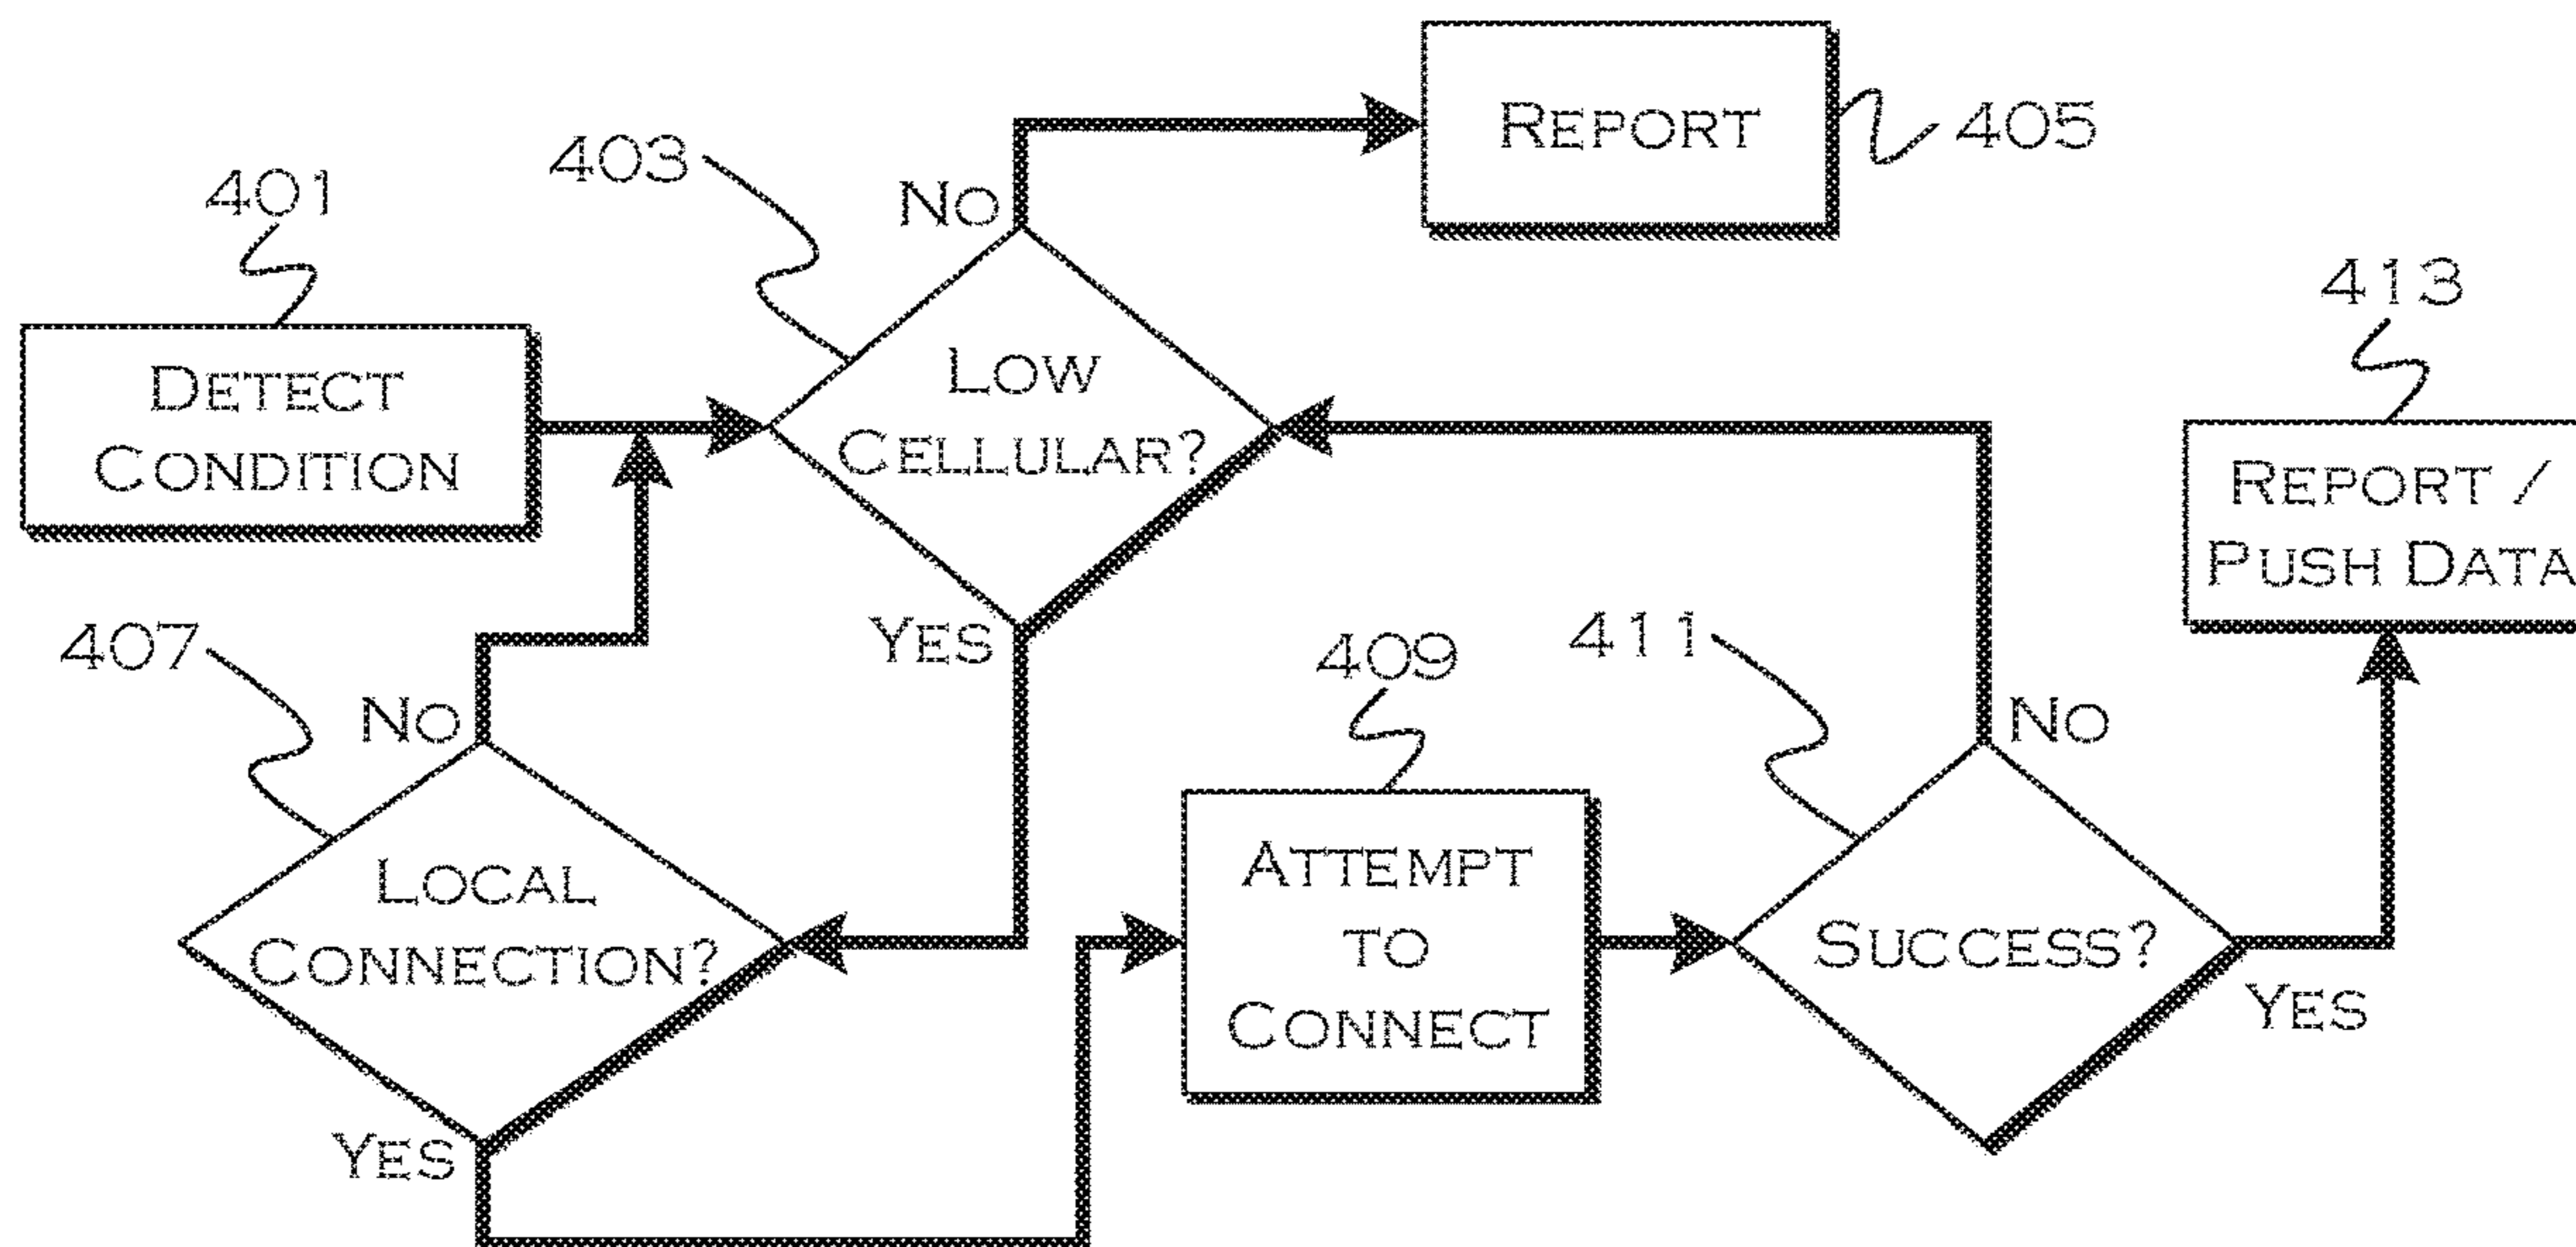 REPORT
405
403
NO
401
413
DETECT
CONDITION
LOW
CELLULAR?
REPORT /
PUSH DATA
407
YES
409
411
NO
NO
LOCAL
CONNECTION?
ATTEMPT
TO
CONNECT
SUCCESS?
YES
YES